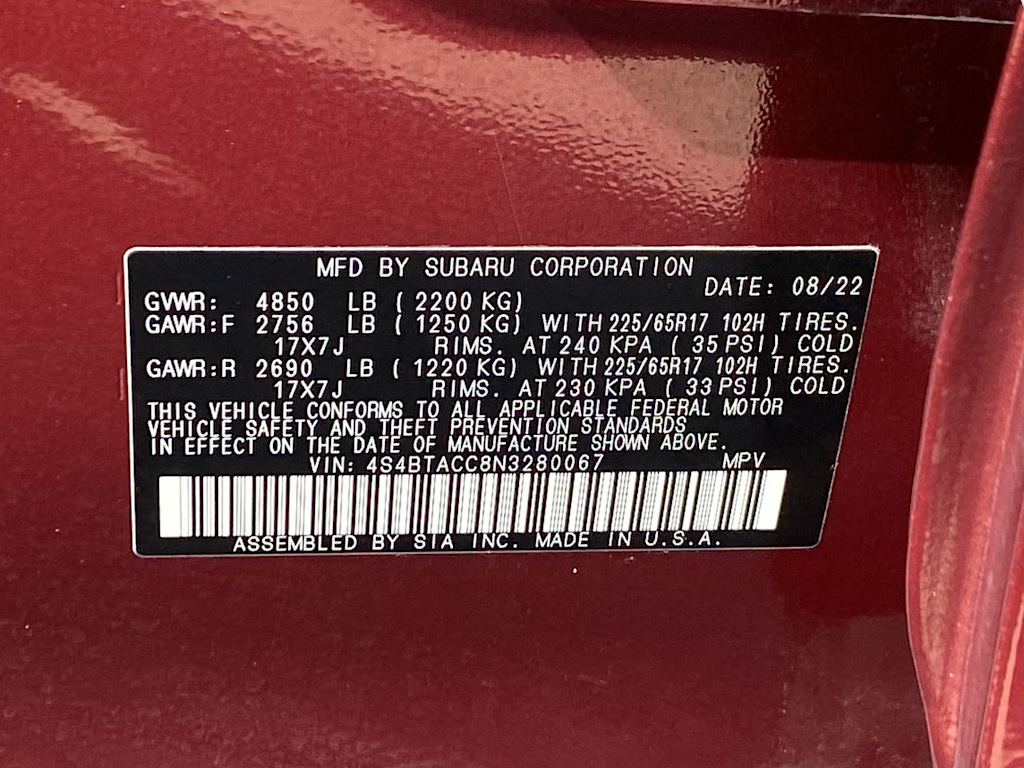 MFD BY SUBARU CORPORATION
DATE: 08/22
GVWR: 4850 LB ( 2200 KG)
GAWR:F 2756 LB ( 1250 KG) WITH 225/65R17 102H TIRES.
17X7J RIMS. AT 240 KPA ( 35 PSI) COLD
GAWR:R 2690 LB ( 1220 KG) WITH 225/65R17 102H TIRES.
17X7J RIMS. AT 230 KPA ( 33 PSI) COLD
THIS VEHICLE CONFORMS TO ALL APPLICABLE FEDERAL MOTOR
VEHICLE SAFETY AND THEFT PREVENTION STANDARDS
IN EFFECT ON THE DATE OF MANUFACTURE SHOWN ABOVE.
VIN: 4S4BTACC8N3280067 MPV
ASSEMBLED BY SIA INC. MADE IN U.S.A.